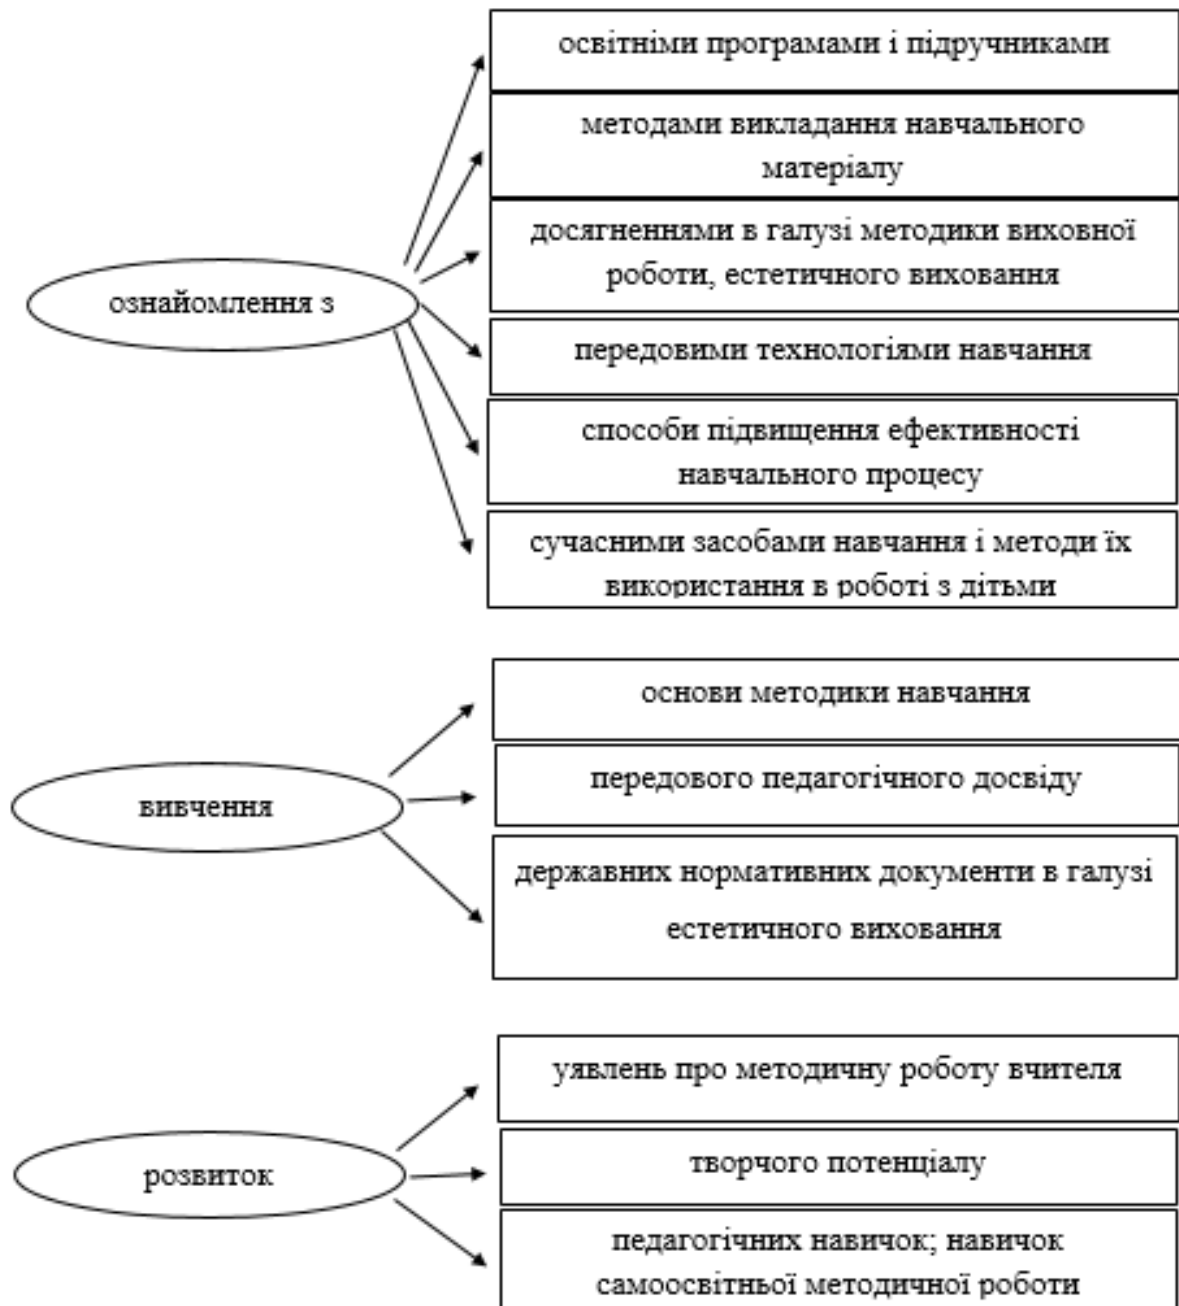 освітніми програмами і підручниками
методами викладання навчального
матеріалу
досягненнями в галузі методики виховної
роботи, естетичного виховання
ознайомлення з
передовими технологіями навчання
способи підвищення ефективності
навчального процесу
сучасними засобами навчання і методи їх
використання в роботі з дітьми
основи методики навчання
передового педагогічного досвіду
вивчення
державних нормативних документи в галузі
естетичного виховання
уявлень про методичну роботу вчителя
творчого потенціалу
розвиток
педагогічних навичок; навичок
самоосвітньої методичної роботи